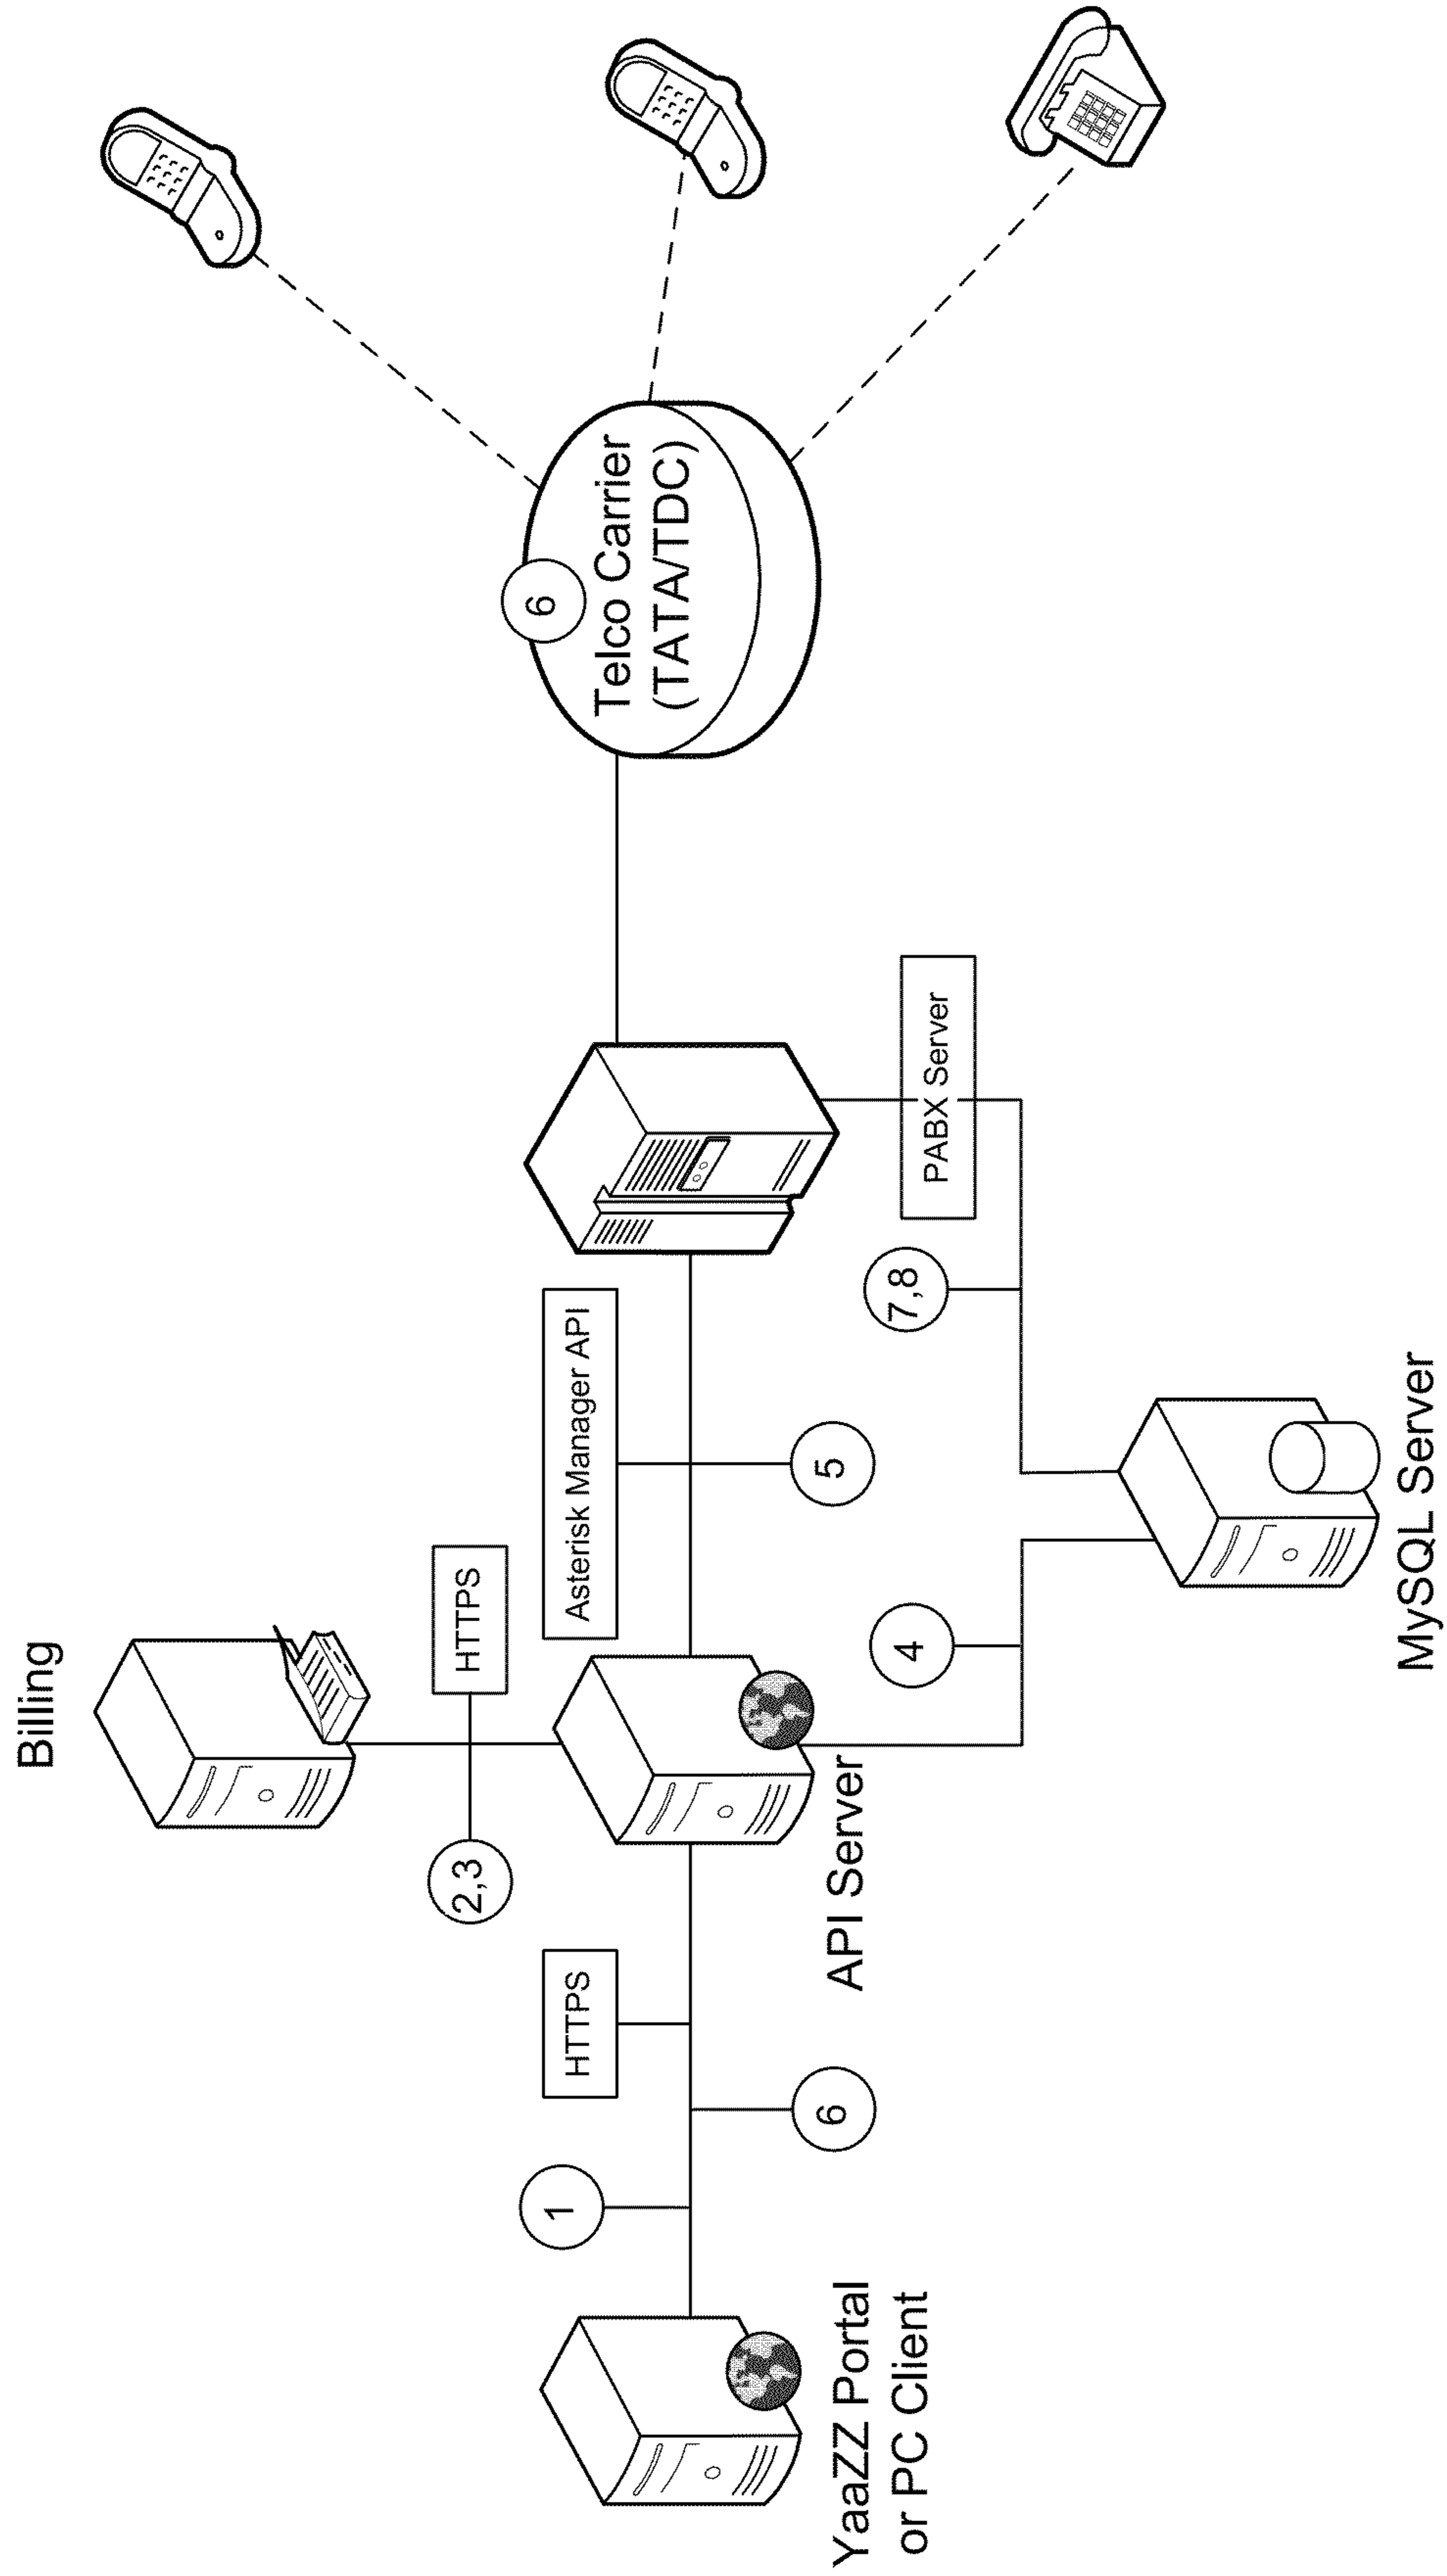 Billing
2,3
HTTPS
1
HTTPS
Asterisk Manager API
6
Telco Carrier
(TATA/TDC)
6
5
YaaZZ Portal
or PC Client
API Server
4
7,8
PABX Server
MySQL Server